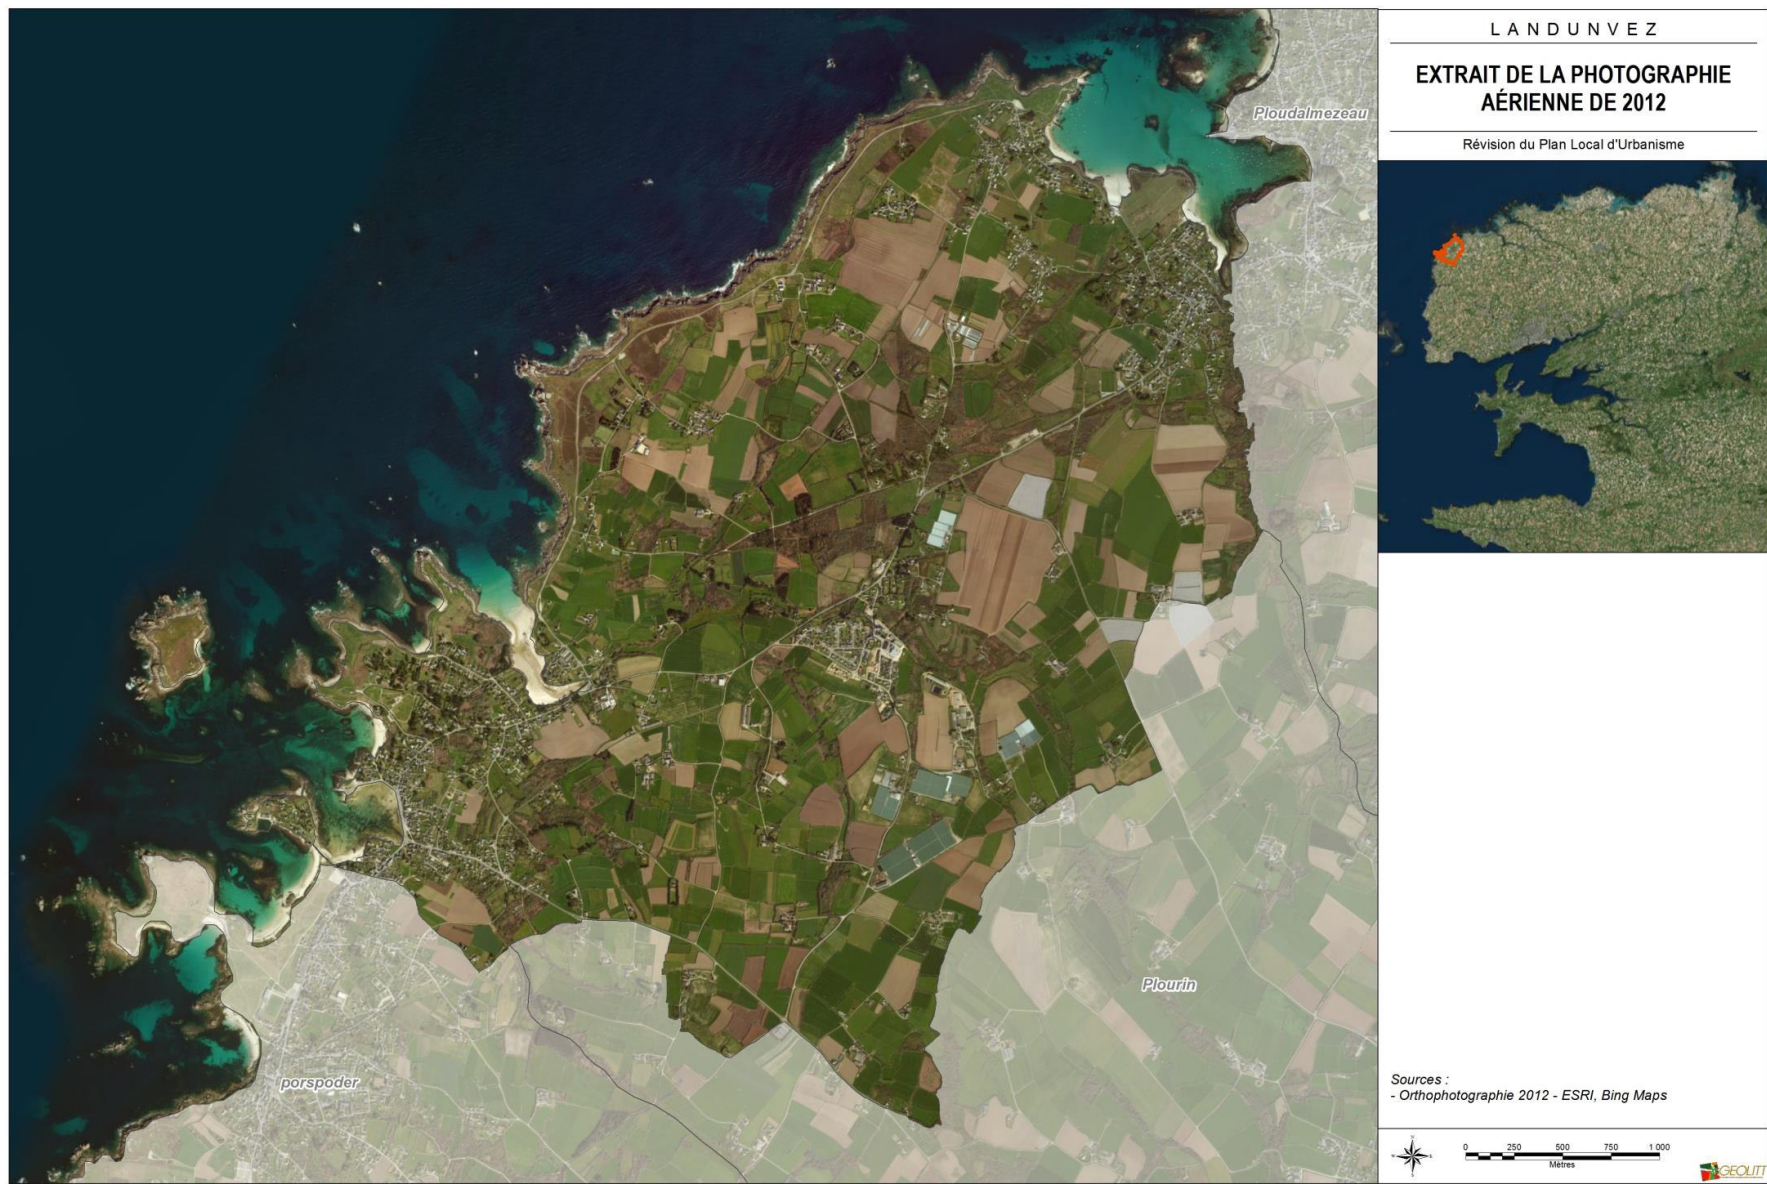 LANDUNVEZ
EXTRAIT DE LA PHOTOGRAPHIE
AÉRIENNE DE 2012
Révision du Plan Local d'Urbanisme
Ploudalmezeau
Plourin
porspoder
Sources :
- Orthophotographie 2012 - ESRI, Bing Maps
0 250 500 750 1 000
Mètres
GEOLITT